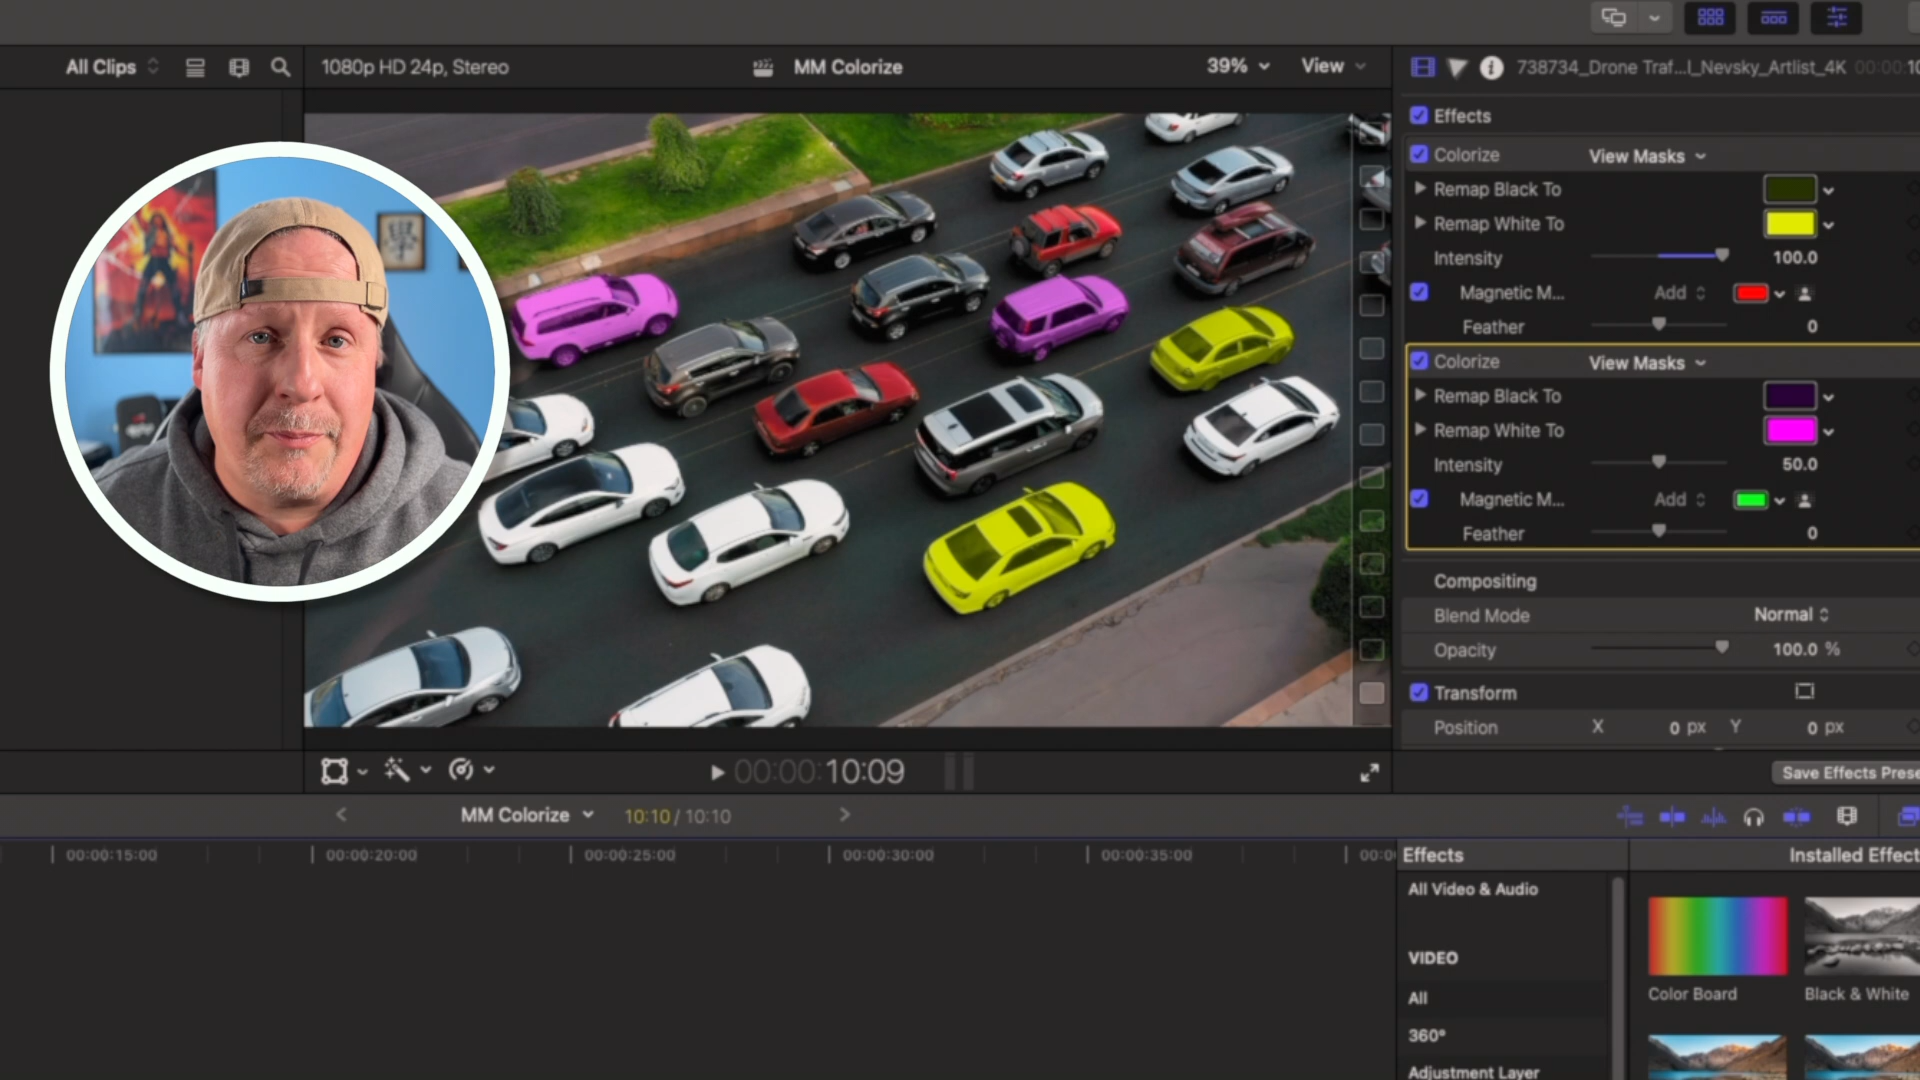 All Clips
1080p HD 24p, Stereo
MM Colorize
39%
View
738734_Drone Traf...l_Nevsky_Artlist_4K
00:00:10
Effects
Colorize
View Masks
Remap Black To
Remap White To
Intensity
100.0
Magnetic M...
Add
Feather
0
Colorize
View Masks
Remap Black To
Remap White To
Intensity
50.0
Magnetic M...
Add
Feather
0
Compositing
Blend Mode
Normal
Opacity
100.0 %
Transform
Position
X
0 px
Y
0 px
00:00:10:09
Save Effects Prese
MM Colorize
10:10 / 10:10
00:00:15:00
00:00:20:00
00:00:25:00
00:00:30:00
00:00:35:00
00:0
Effects
Installed Effect
All Video & Audio
VIDEO
All
360°
Adjustment Layer
Color Board
Black & White